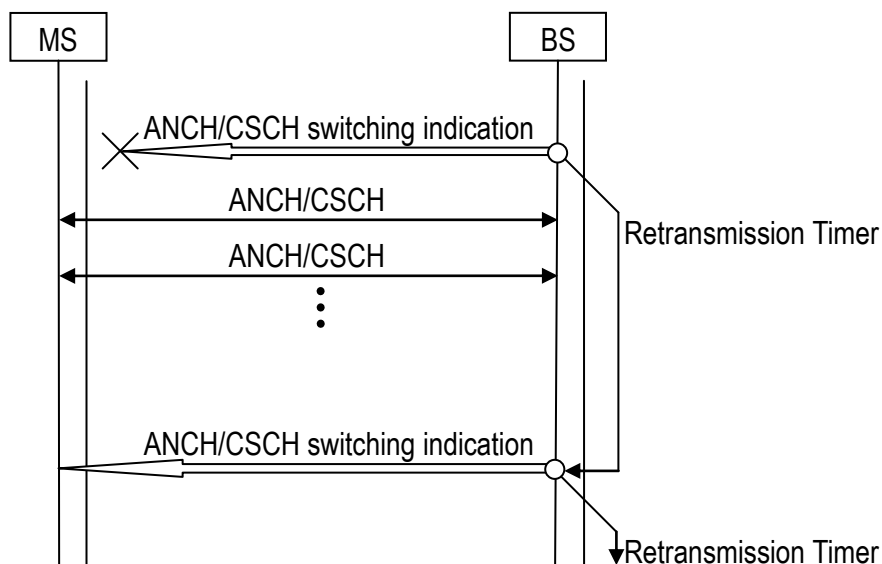 MS
BS
ANCH/CSCH switching indication
ANCH/CSCH
Retransmission Timer
ANCH/CSCH
ANCH/CSCH switching indication
Retransmission Timer